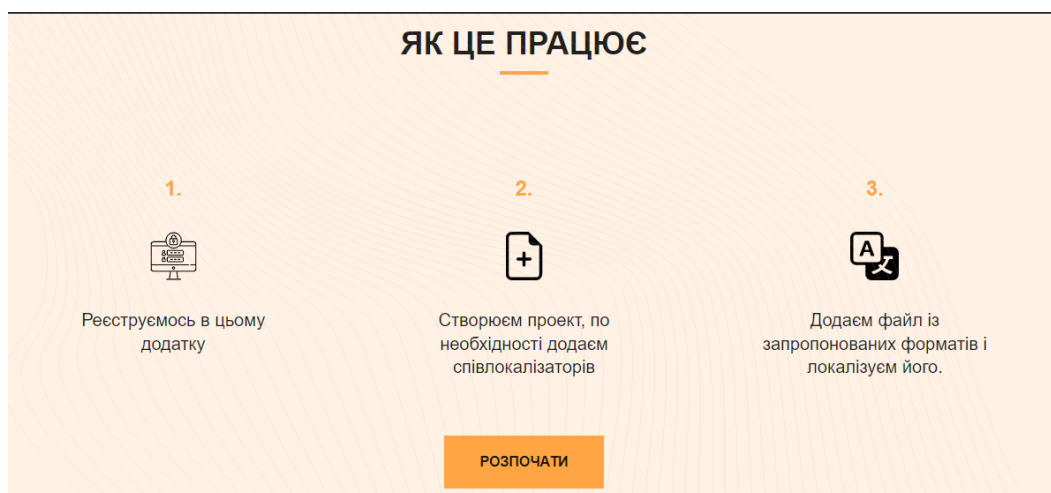 ЯК ЦЕ ПРАЦЮЄ
1.
Реєструємось в цьому
додатку
2.
Створюєм проект, по
необхідності додаєм
співлокалізаторів
3.
A
Додаєм файл із
запропонованих форматів і
локалізуєм його.
РОЗПОЧАТИ